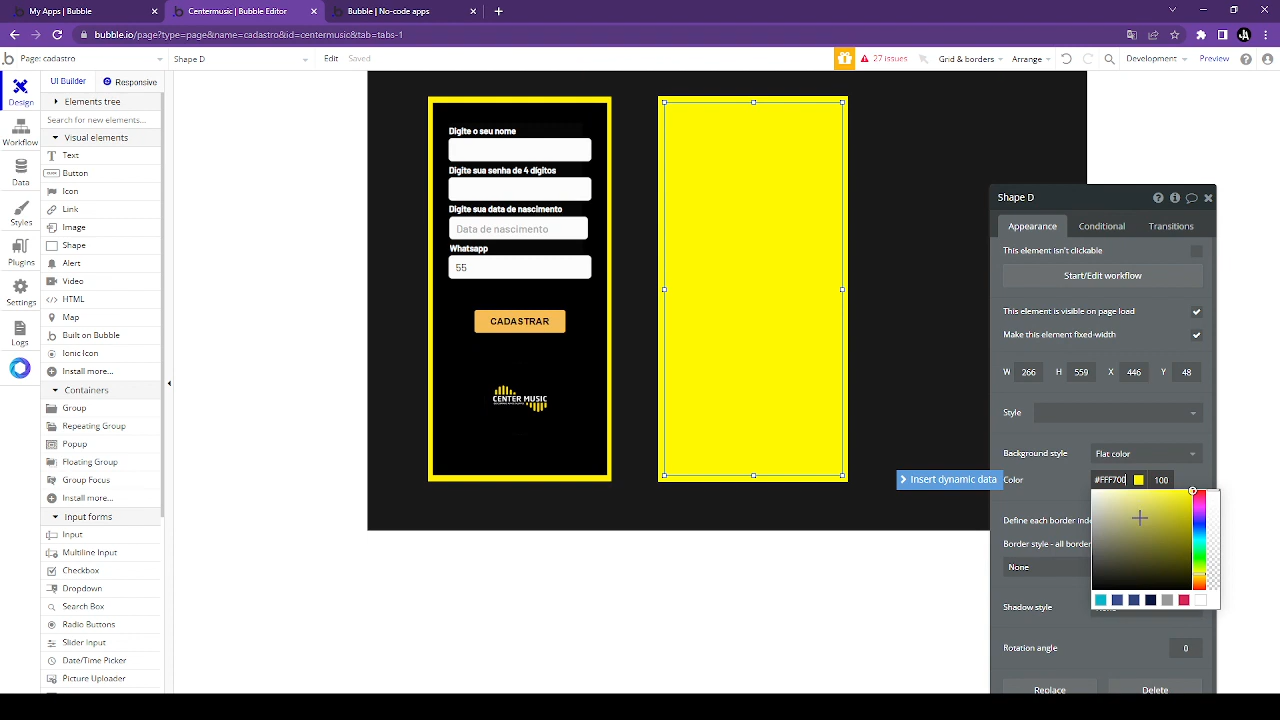 My Apps | Bubble
Centermusic | Bubble Editor
Bubble | No-code apps
bubble.io/page?type=page&name=cadastro&id=centermusic&tab=tabs-1
Page: cadastro
Shape D
Edit
Saved
27 issues
Grid & borders
Arrange
Development
Preview
Design
Workflow
Data
Styles
Plugins
Settings
Logs
UI Builder
Responsive
Elements tree
Search for new elements...
Visual elements
Text
Button
Icon
Link
Image
Shape
Alert
Video
HTML
Map
Built on Bubble
Ionic Icon
Install more...
Containers
Group
Repeating Group
Popup
Floating Group
Group Focus
Install more...
Input forms
Input
Multiline Input
Checkbox
Dropdown
Search Box
Radio Buttons
Slider Input
Date/Time Picker
Picture Uploader
Digite o seu nome
Digite sua senha de 4 dígitos
Digite sua data de nascimento
Data de nascimento
Whatsapp
55
CADASTRAR
CENTER MUSIC
Shape D
Appearance
Conditional
Transitions
This element isn't clickable
Start/Edit workflow
This element is visible on page load
Make this element fixed-width
W 266 H 559 X 446 Y 48
Style
Background style Flat color
Insert dynamic data
Color #FFF700 100
Define each border inde
Border style - all border
None
Shadow style
Rotation angle 0
Replace
Delete